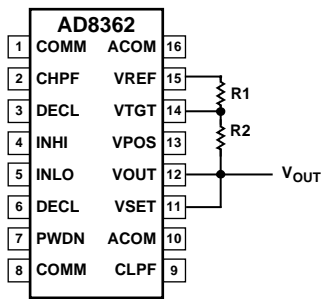 AD8362
1 COMM ACOM 16
2 CHPF VREF 15
3 DECL VTGT 14
4 INHI VPOS 13
5 INLO VOUT 12
6 DECL VSET 11
7 PWDN ACOM 10
8 COMM CLPF 9
R1
R2
VOUT